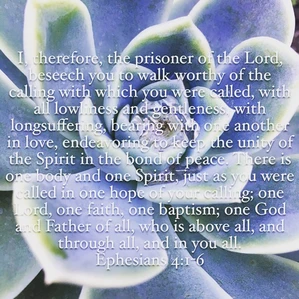 I, therefore, the prisoner of the Lord,
beseech you to walk worthy of the
calling with which you were called, with
all lowliness and gentleness, with
longsuffering, bearing with one another
in love, endeavoring to keep the unity of
the Spirit in the bond of peace. There is
one body and one Spirit, just as you were
called in one hope of your calling; one
Lord, one faith, one baptism; one God
and Father of all, who is above all, and
through all, and in you all.
Ephesians 4:1-6